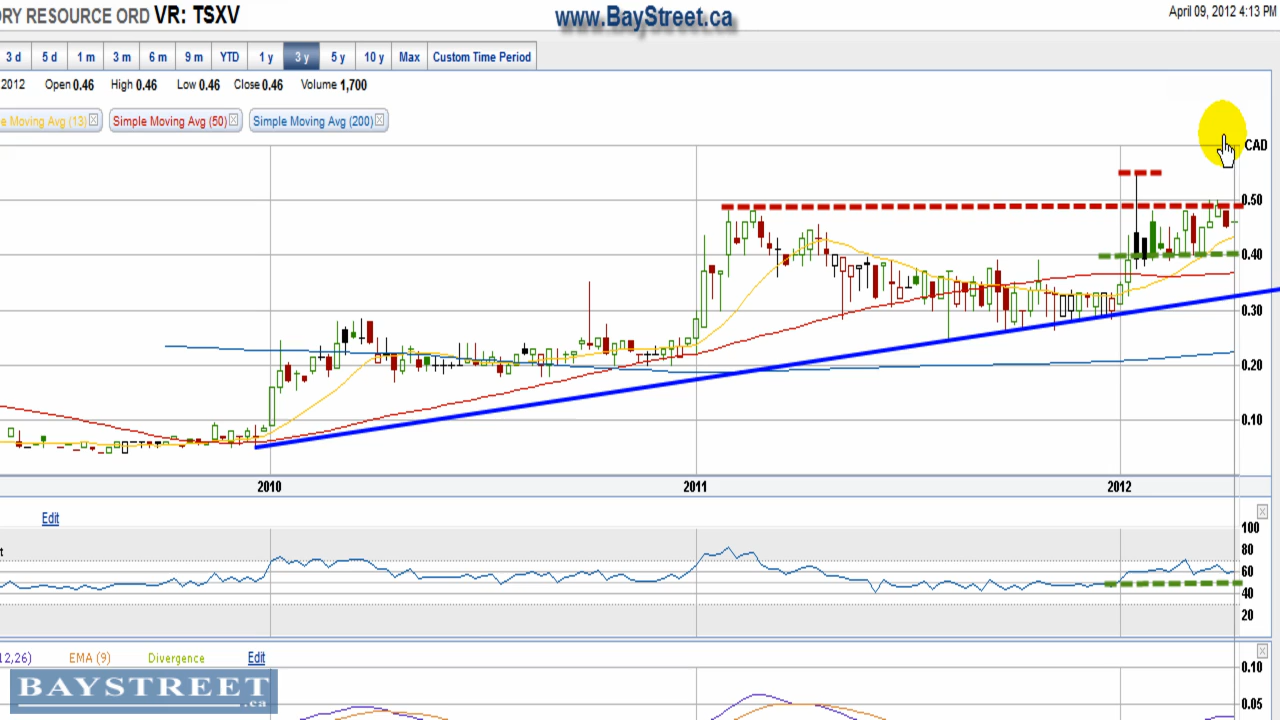 ORY RESOURCE ORD VR: TSXV
www.BayStreet.ca
April 09, 2012 4:13 PM
3 d 5 d 1 m 3 m 6 m 9 m YTD 1 y 3 y 5 y 10 y Max Custom Time Period
2012 Open 0.46 High 0.46 Low 0.46 Close 0.46 Volume 1,700
e Moving Avg (13) Simple Moving Avg (50) Simple Moving Avg (200)
CAD
0.50
0.40
0.30
0.20
0.10
2010 2011 2012
Edit
t
100
80
60
40
20
12,26) EMA (9) Divergence Edit
0.10
0.05
BAYSTREET
.ca